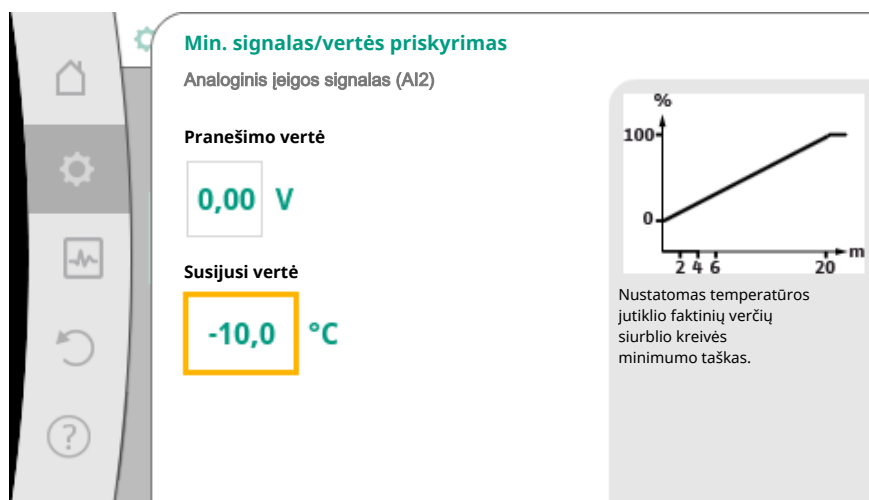 Min. signalas/vertės priskyrimas
Analoginis įeigos signalas (AI2)
Pranešimo vertė
0,00 V
Susijusi vertė
-10,0 °C
%
100
0
2 4 6 20
m
Nustatomas temperatūros
jutiklio faktinių verčių
siurblio kreivės
minimumo taškas.
?